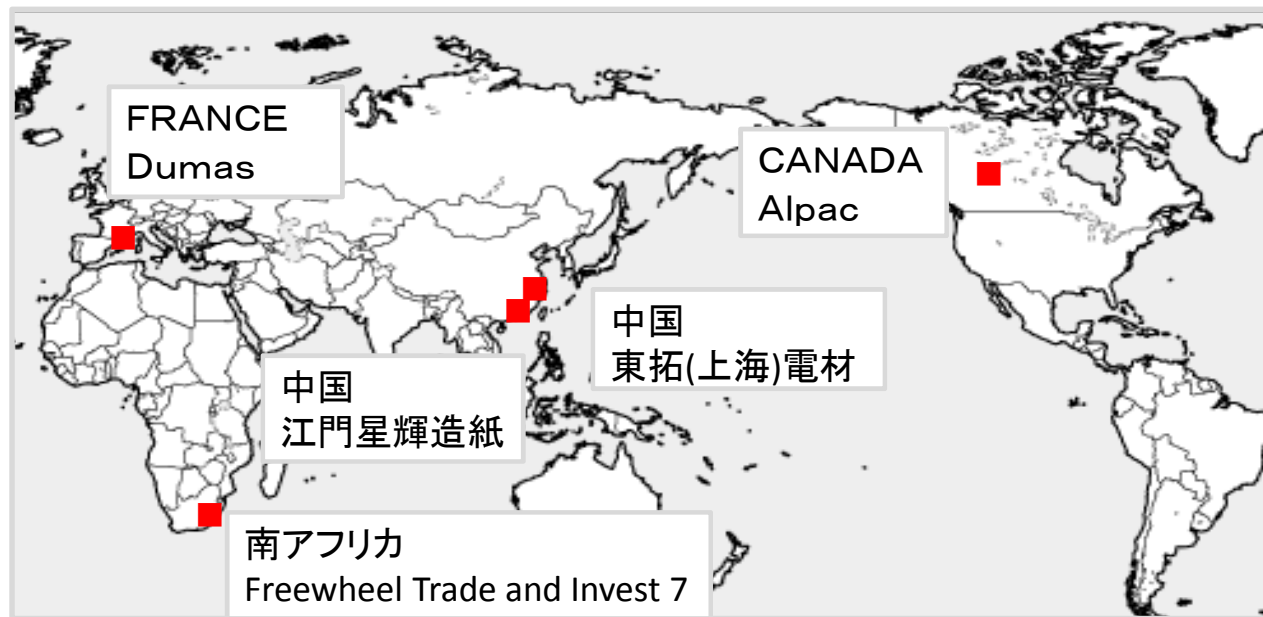 FRANCE
Dumas
CANADA
Alpac
中国
東拓(上海)電材
中国
江門星輝造紙
南アフリカ
Freewheel Trade and Invest 7